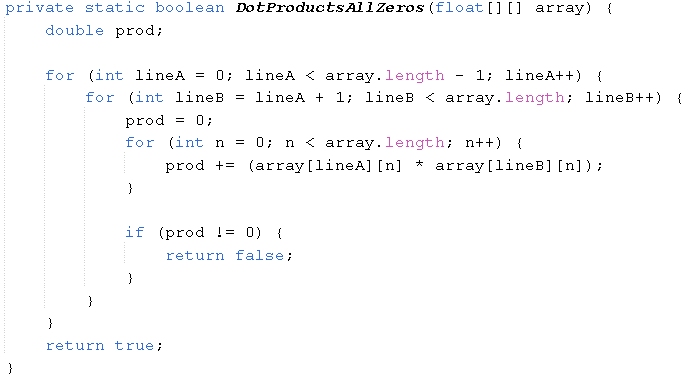 private static boolean DotProductsAllZeros(float[][] array) {
    double prod;

    for (int lineA = 0; lineA < array.length - 1; lineA++) {
        for (int lineB = lineA + 1; lineB < array.length; lineB++) {
            prod = 0;
            for (int n = 0; n < array.length; n++) {
                prod += (array[lineA][n] * array[lineB][n]);
            }

            if (prod != 0) {
                return false;
            }
        }
    }
    return true;
}